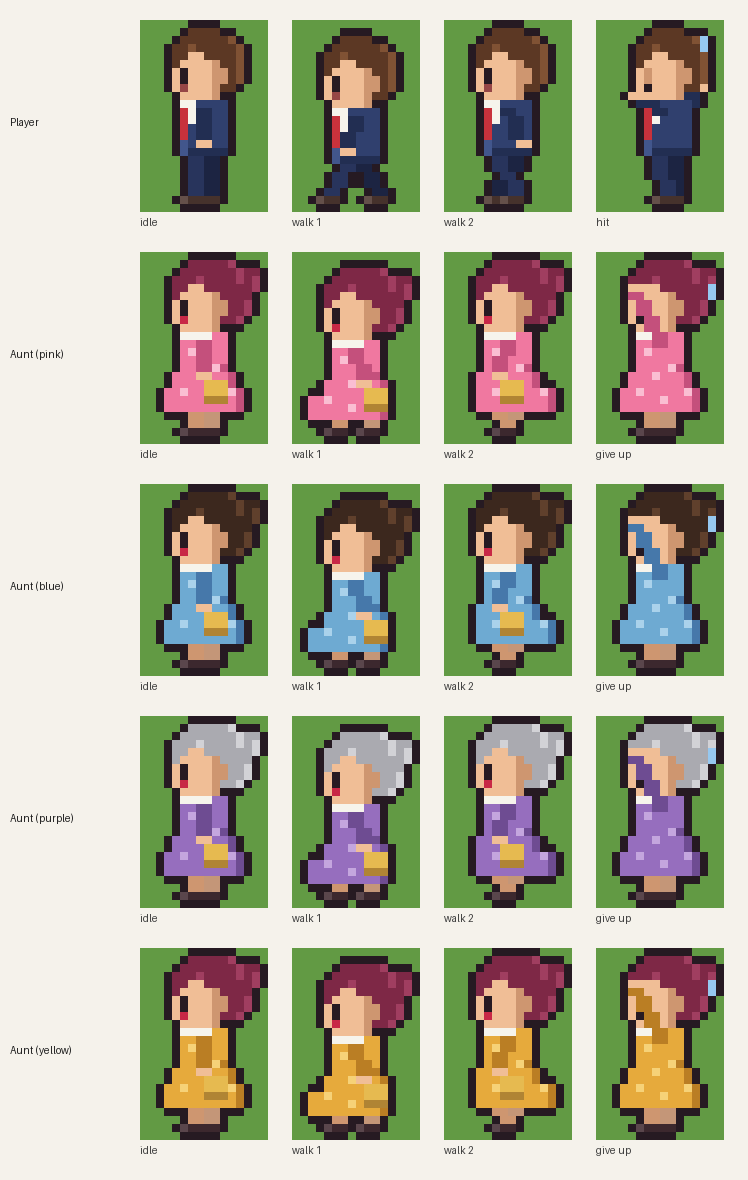 Player
idle
walk 1
walk 2
hit
Aunt (pink)
idle
walk 1
walk 2
give up
Aunt (blue)
idle
walk 1
walk 2
give up
Aunt (purple)
idle
walk 1
walk 2
give up
Aunt (yellow)
idle
walk 1
walk 2
give up